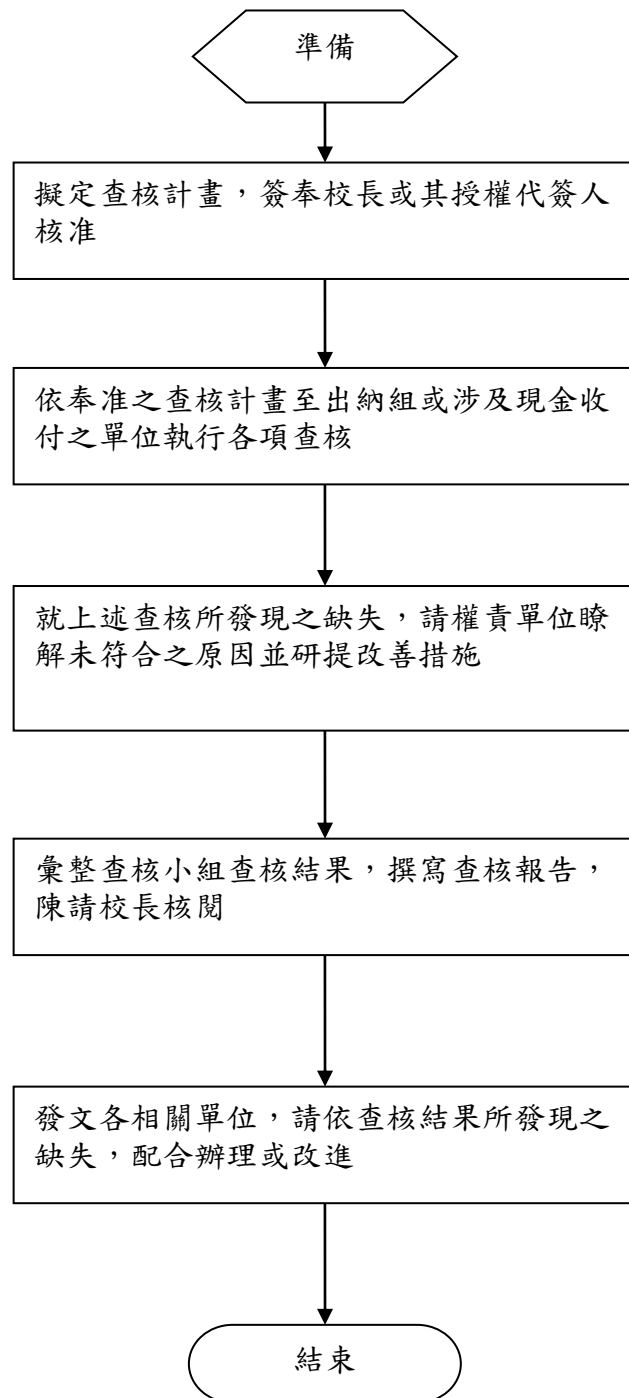 準備
擬定查核計畫，簽奉校長或其授權代簽人
核准
依奉准之查核計畫至出納組或涉及現金收
付之單位執行各項查核
就上述查核所發現之缺失，請權責單位瞭
解未符合之原因並研提改善措施
彙整查核小組查核結果，撰寫查核報告，
陳請校長核閱
發文各相關單位，請依查核結果所發現之
缺失，配合辦理或改進
結束